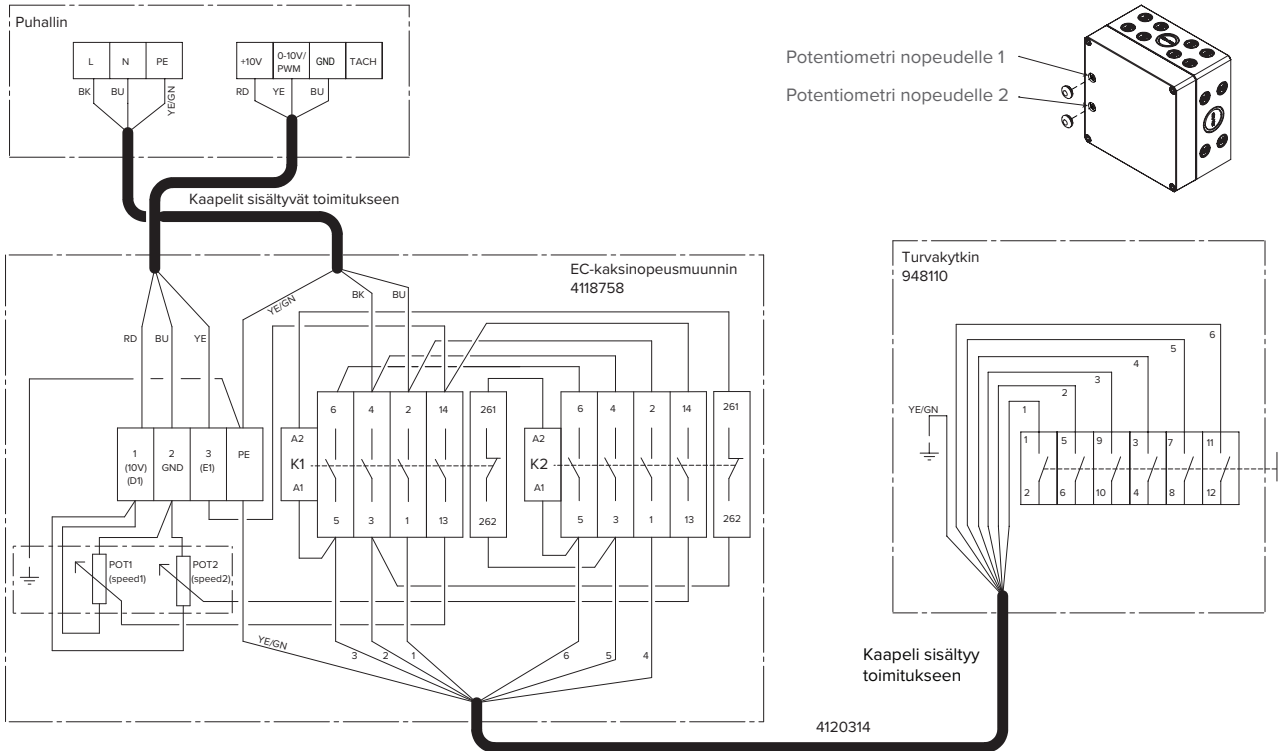 Puhallin
L N PE
+10V 0-10V/ PWM GND TACH
BK BU YE/GN
RD YE BU
Kaapelit sisältyvät toimitukseen
Potentiometri nopeudelle 1
Potentiometri nopeudelle 2
EC-kaksinopeusmuunnin
4118758
YE/GN BK BU
RD BU YE
1 (10V) (D1)
2 GND
3 (E1)
PE
A2 K1 A1
6 4 2 14 261
5 3 1 13 262
A2 K2 A1
6 4 2 14 261
5 3 1 13 262
POT1 (speed1)
POT2 (speed2)
YE/GN 3 2 1
6 5 4
Turvakytkin
948110
6
5
4
3
2
1
YE/GN
1 5 9 3 7 11
2 6 10 4 8 12
Kaapeli sisältyy
toimitukseen
4120314